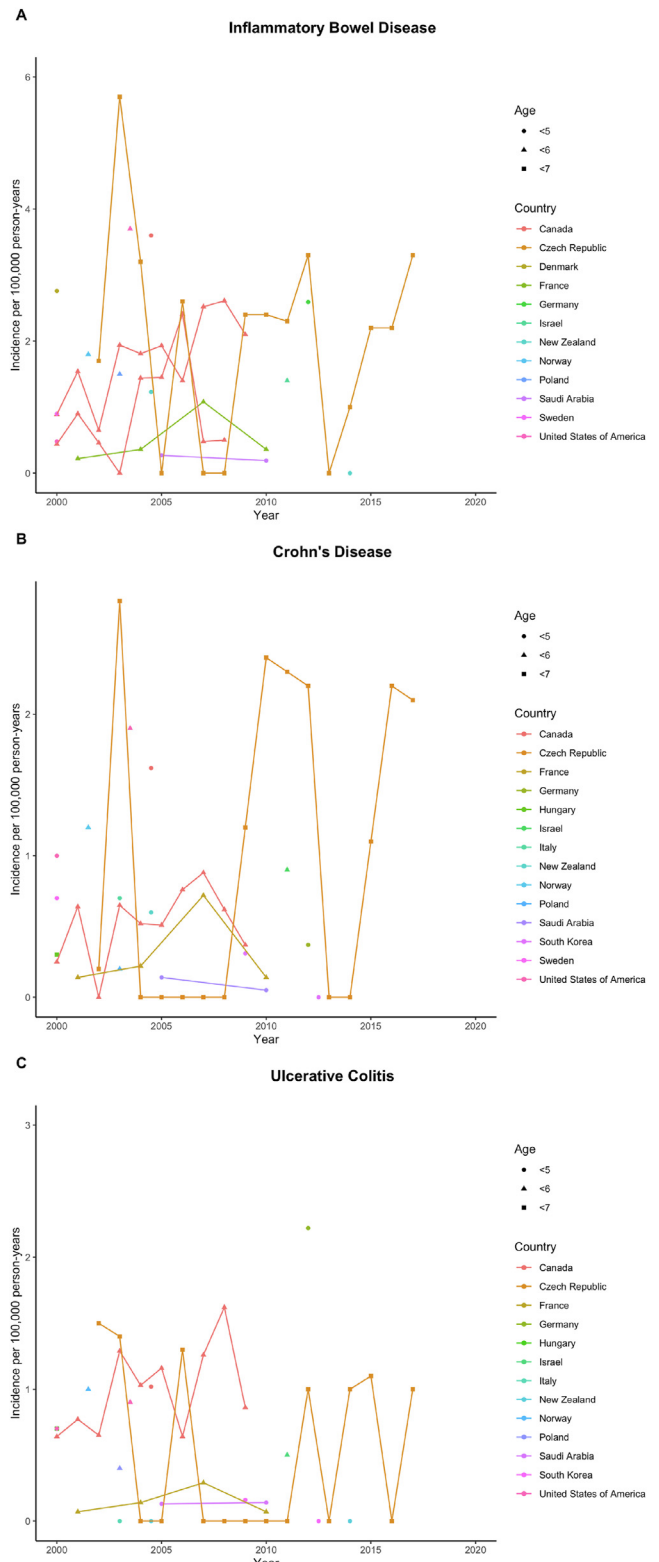 A
Inflammatory Bowel Disease
6
4
2
0
Incidence per 100,000 person-years
2000
2005
2010
2015
2020
Year
Age
<5
<6
<7
Country
Canada
Czech Republic
Denmark
France
Germany
Israel
New Zealand
Norway
Poland
Saudi Arabia
Sweden
United States of America
B
Crohn's Disease
2
1
0
Incidence per 100,000 person-years
2000
2005
2010
2015
2020
Year
Age
<5
<6
<7
Country
Canada
Czech Republic
France
Germany
Hungary
Israel
Italy
New Zealand
Norway
Poland
Saudi Arabia
South Korea
Sweden
United States of America
C
Ulcerative Colitis
3
2
1
0
Incidence per 100,000 person-years
2000
2005
2010
2015
2020
Year
Age
<5
<6
<7
Country
Canada
Czech Republic
France
Germany
Hungary
Israel
Italy
New Zealand
Norway
Poland
Saudi Arabia
South Korea
United States of America